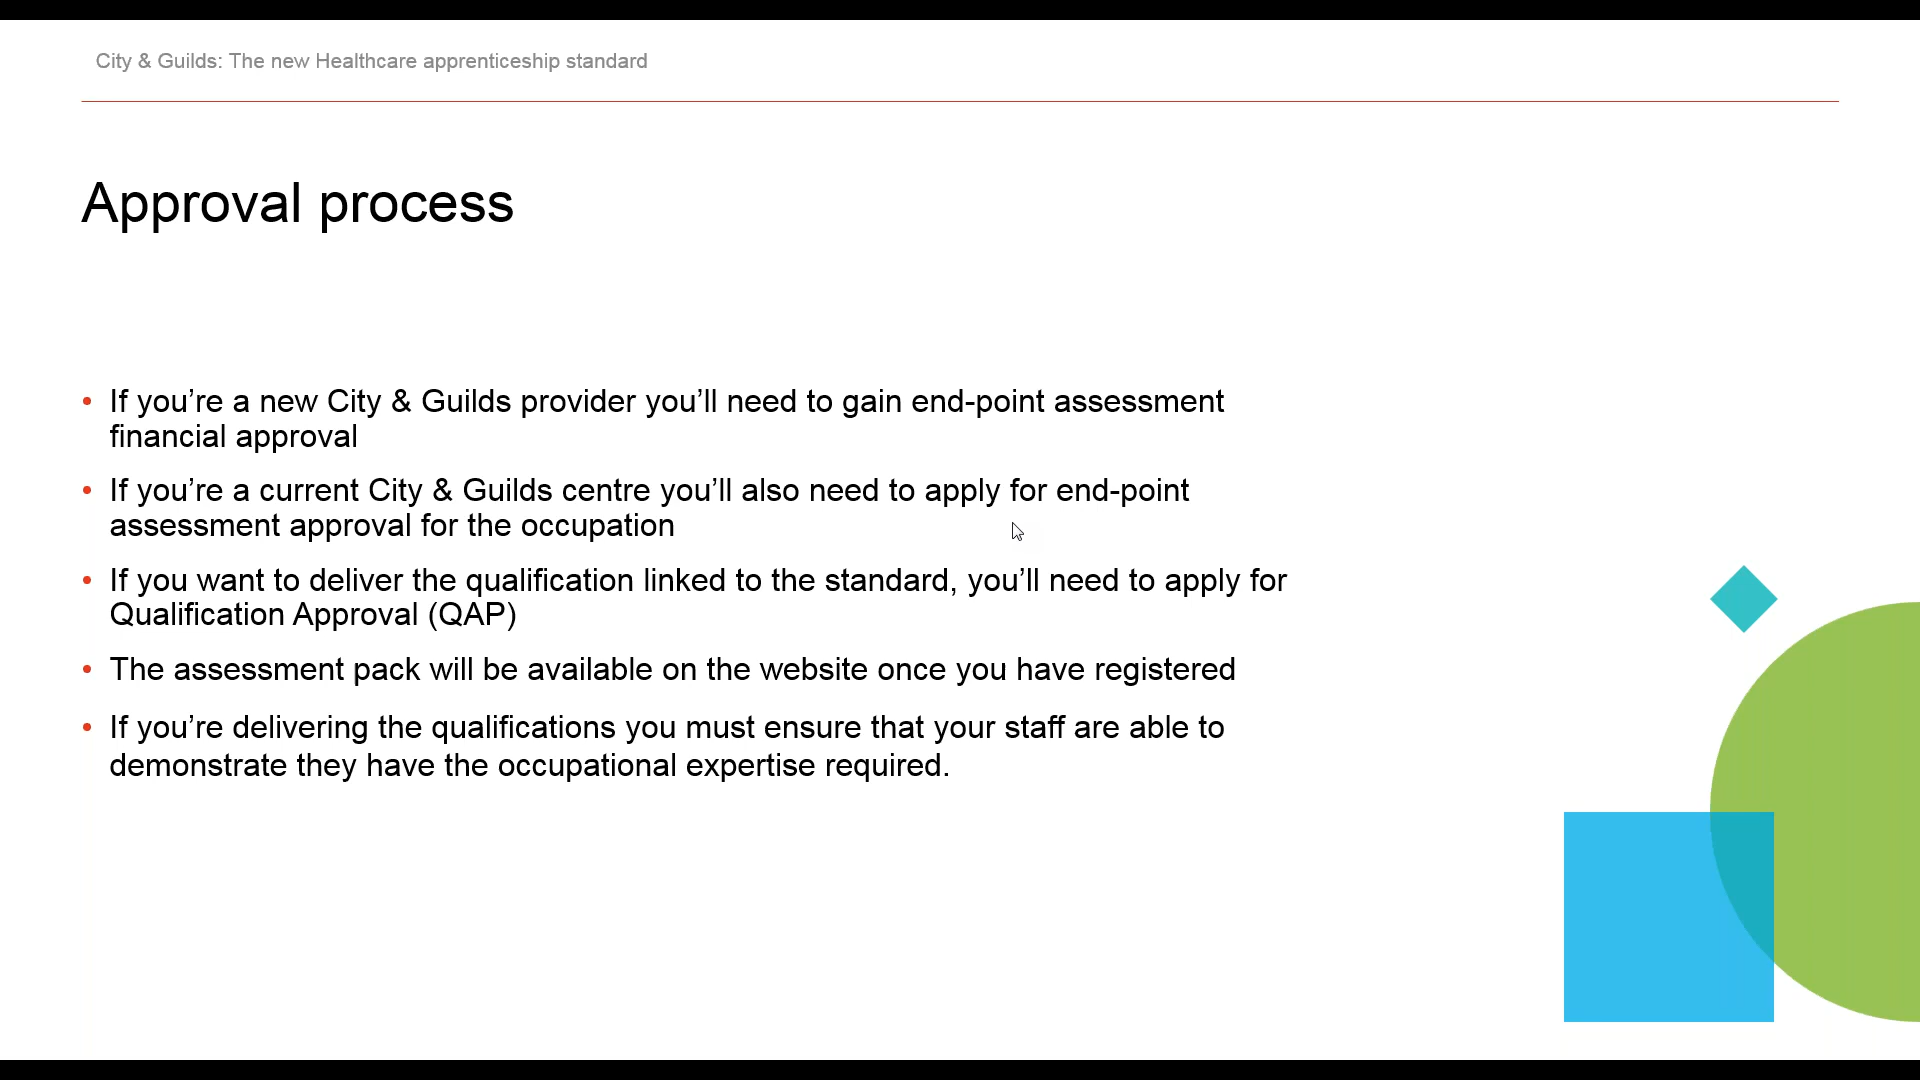 City & Guilds: The new Healthcare apprenticeship standard
Approval process
• If you’re a new City & Guilds provider you’ll need to gain end-point assessment
financial approval
• If you’re a current City & Guilds centre you’ll also need to apply for end-point
assessment approval for the occupation
• If you want to deliver the qualification linked to the standard, you’ll need to apply for
Qualification Approval (QAP)
• The assessment pack will be available on the website once you have registered
• If you’re delivering the qualifications you must ensure that your staff are able to
demonstrate they have the occupational expertise required.